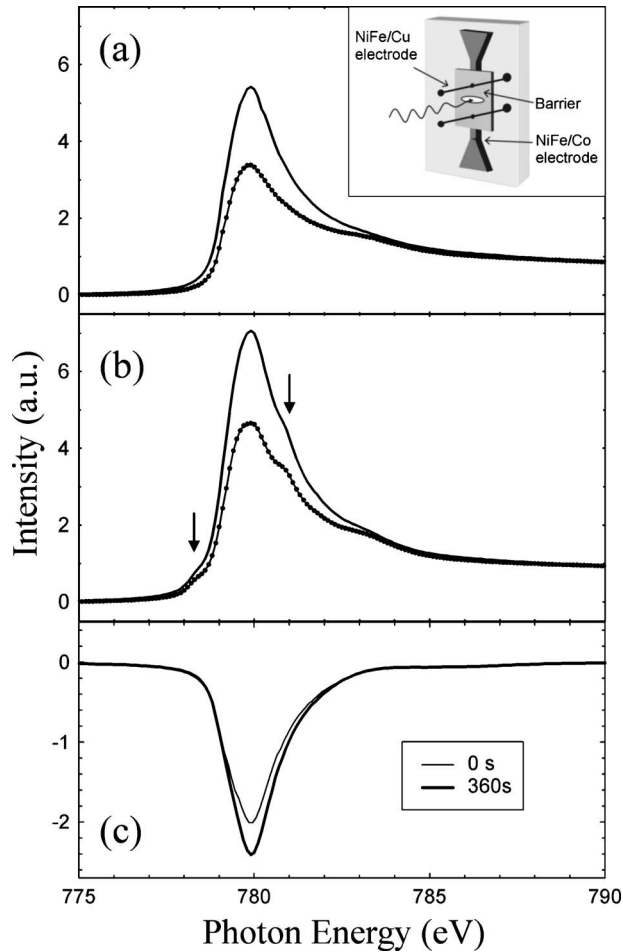 (a)
6
4
2
0
NiFe/Cu
electrode
Barrier
NiFe/Co
electrode
(b)
6
4
2
0
Intensity (a.u.)
0
-1
-2
(c)
0 s
360s
775
780
785
790
Photon Energy (eV)